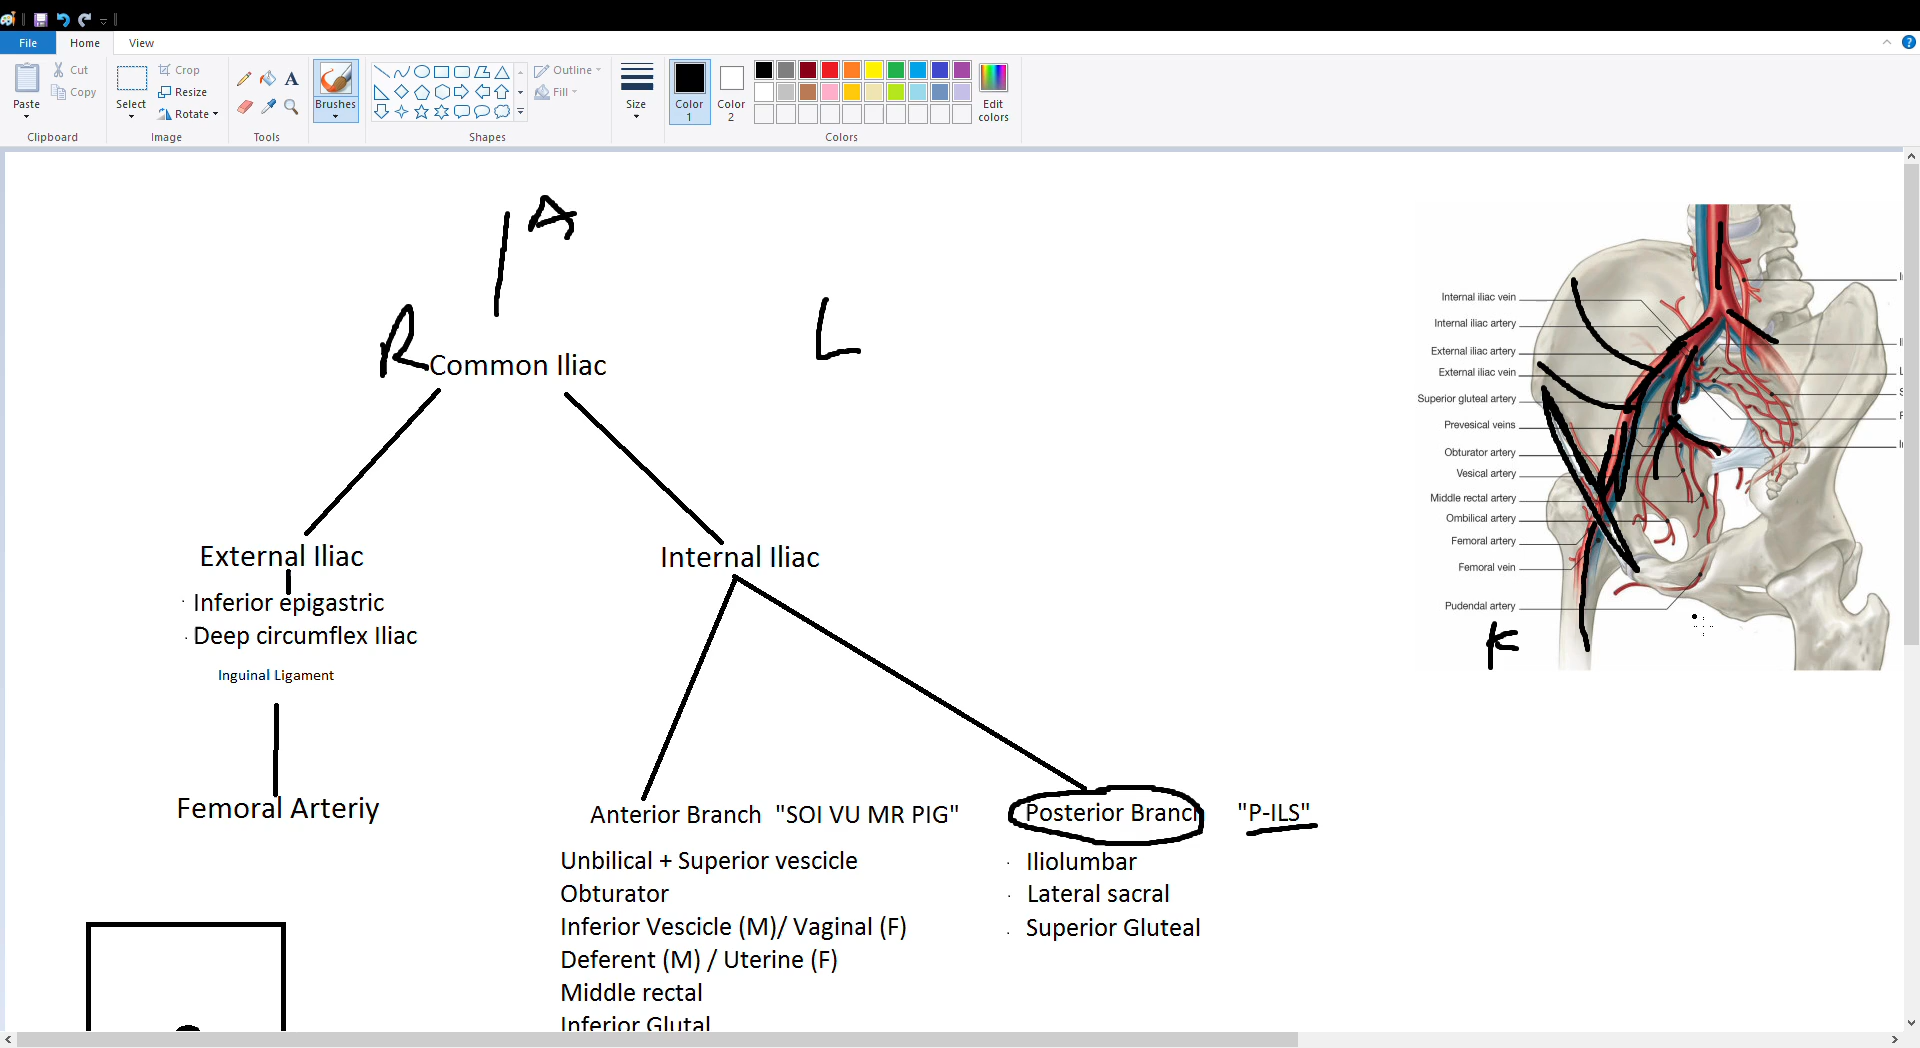 File Home View
Paste
Cut
Copy
Clipboard
Select
Crop
Resize
Rotate
Image
A
Tools
Brushes
Outline
Fill
Shapes
Size
Color
1
Color
2
Edit
colors
Colors
A
R
L
Common Iliac
External Iliac
Inferior epigastric
Deep circumflex Iliac
Inguinal Ligament
Femoral Arteriy
Internal Iliac
Anterior Branch "SOI VU MR PIG"
Unbilical + Superior vescicle
Obturator
Inferior Vescicle (M)/ Vaginal (F)
Deferent (M) / Uterine (F)
Middle rectal
Inferior Glutal
Posterior Branch "P-ILS"
Iliolumbar
Lateral sacral
Superior Gluteal
Internal iliac vein
Internal iliac artery
External iliac artery
External iliac vein
Superior gluteal artery
Prevesical veins
Obturator artery
Vesical artery
Middle rectal artery
Ombilical artery
Femoral artery
Femoral vein
Pudendal artery